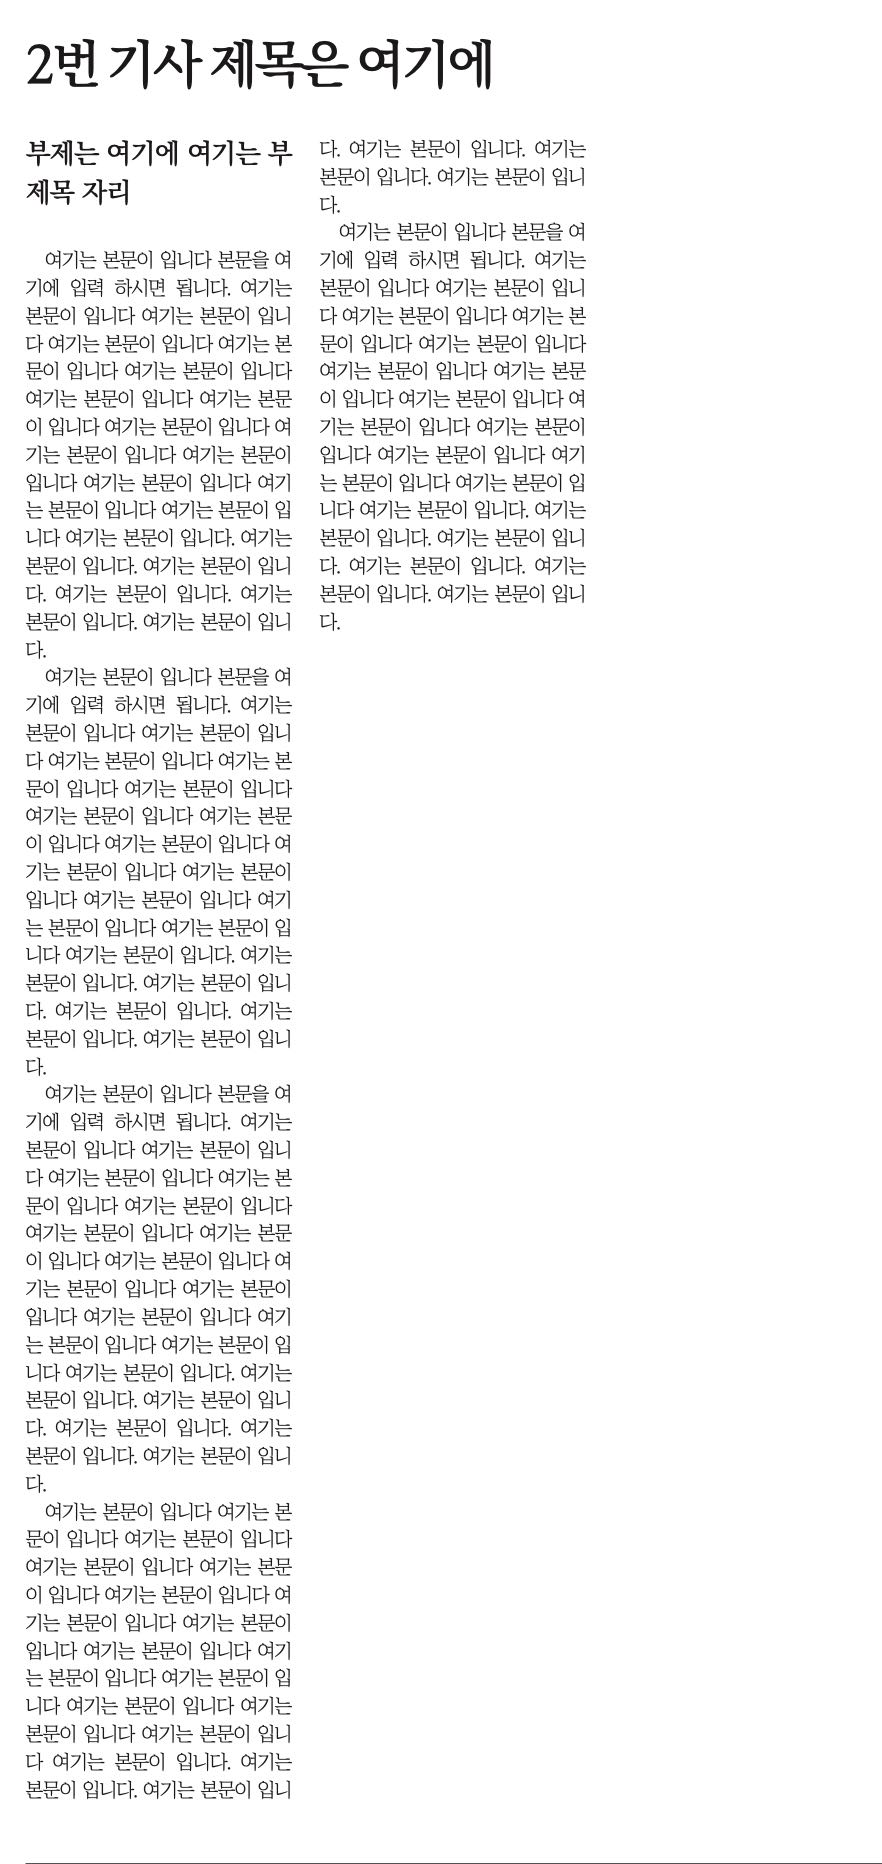 2번 기사 제목은 여기에
부제는 여기에 여기는 부
제목 자리
여기는 본문이 입니다 본문을 여
기에 입력 하시면 됩니다. 여기는
본문이 입니다 여기는 본문이 입니
다 여기는 본문이 입니다 여기는 본
문이 입니다 여기는 본문이 입니다
여기는 본문이 입니다 여기는 본문
이 입니다 여기는 본문이 입니다 여
기는 본문이 입니다 여기는 본문이
입니다 여기는 본문이 입니다 여기
는 본문이 입니다 여기는 본문이 입
니다 여기는 본문이 입니다. 여기는
본문이 입니다. 여기는 본문이 입니
다. 여기는 본문이 입니다. 여기는
본문이 입니다. 여기는 본문이 입니
다.
여기는 본문이 입니다 본문을 여
기에 입력 하시면 됩니다. 여기는
본문이 입니다 여기는 본문이 입니
다 여기는 본문이 입니다 여기는 본
문이 입니다 여기는 본문이 입니다
여기는 본문이 입니다 여기는 본문
이 입니다 여기는 본문이 입니다 여
기는 본문이 입니다 여기는 본문이
입니다 여기는 본문이 입니다 여기
는 본문이 입니다 여기는 본문이 입
니다 여기는 본문이 입니다. 여기는
본문이 입니다. 여기는 본문이 입니
다. 여기는 본문이 입니다. 여기는
본문이 입니다. 여기는 본문이 입니
다.
여기는 본문이 입니다 본문을 여
기에 입력 하시면 됩니다. 여기는
본문이 입니다 여기는 본문이 입니
다 여기는 본문이 입니다 여기는 본
문이 입니다 여기는 본문이 입니다
여기는 본문이 입니다 여기는 본문
이 입니다 여기는 본문이 입니다 여
기는 본문이 입니다 여기는 본문이
입니다 여기는 본문이 입니다 여기
는 본문이 입니다 여기는 본문이 입
니다 여기는 본문이 입니다. 여기는
본문이 입니다. 여기는 본문이 입니
다. 여기는 본문이 입니다. 여기는
본문이 입니다. 여기는 본문이 입니
다.
여기는 본문이 입니다 여기는 본
문이 입니다 여기는 본문이 입니다
여기는 본문이 입니다 여기는 본문
이 입니다 여기는 본문이 입니다 여
기는 본문이 입니다 여기는 본문이
입니다 여기는 본문이 입니다 여기
는 본문이 입니다 여기는 본문이 입
니다 여기는 본문이 입니다 여기는
본문이 입니다 여기는 본문이 입니
다 여기는 본문이 입니다. 여기는
본문이 입니다. 여기는 본문이 입니
다. 여기는 본문이 입니다. 여기는
본문이 입니다. 여기는 본문이 입니
다.
여기는 본문이 입니다 본문을 여
기에 입력 하시면 됩니다. 여기는
본문이 입니다 여기는 본문이 입니
다 여기는 본문이 입니다 여기는 본
문이 입니다 여기는 본문이 입니다
여기는 본문이 입니다 여기는 본문
이 입니다 여기는 본문이 입니다 여
기는 본문이 입니다 여기는 본문이
입니다 여기는 본문이 입니다 여기
는 본문이 입니다 여기는 본문이 입
니다 여기는 본문이 입니다. 여기는
본문이 입니다. 여기는 본문이 입니
다. 여기는 본문이 입니다. 여기는
본문이 입니다. 여기는 본문이 입니
다.